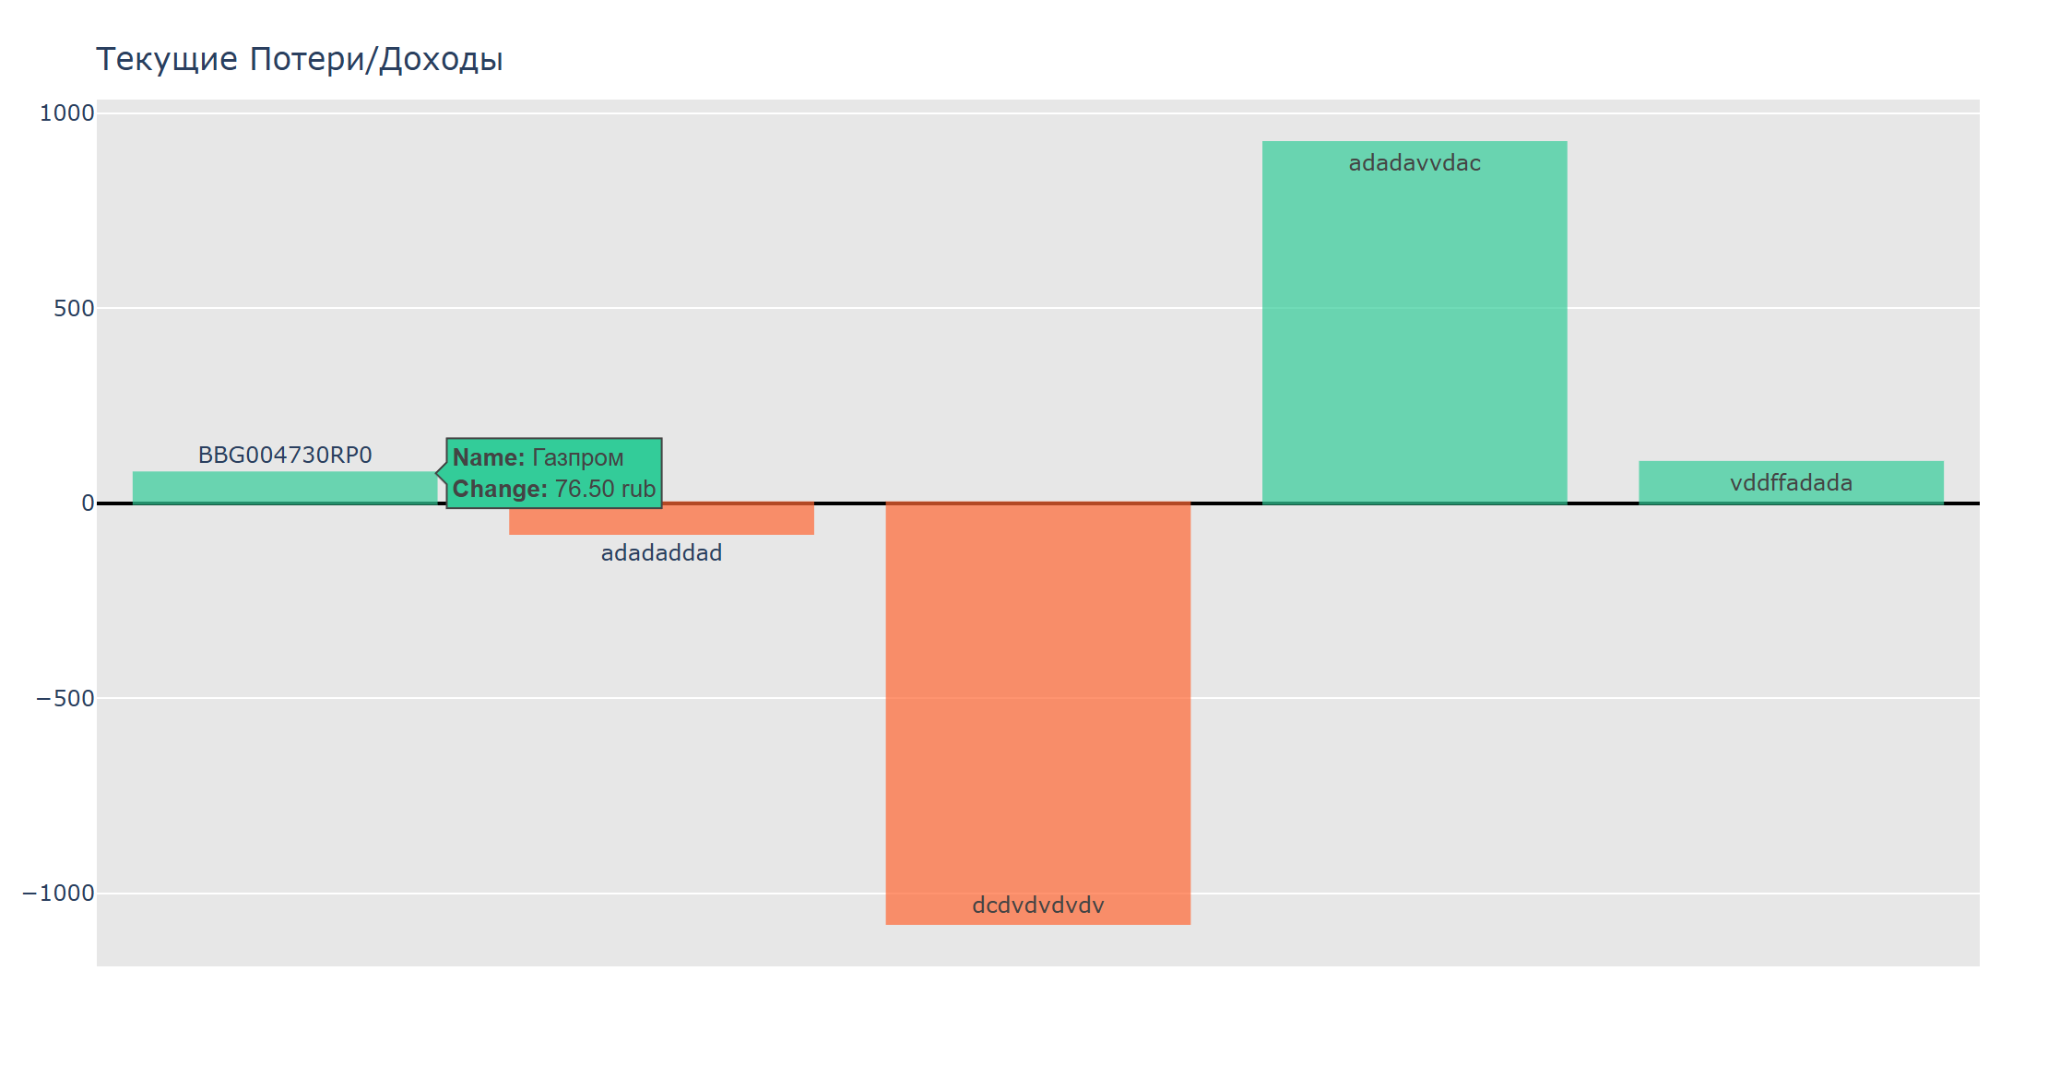 Текущие Потери/Доходы
1000
500
0
−500
−1000
BBG004730RP0
Name: Газпром
Change: 76.50 rub
adadaddad
dcdvdvdvdv
adadavvdac
vddffadada